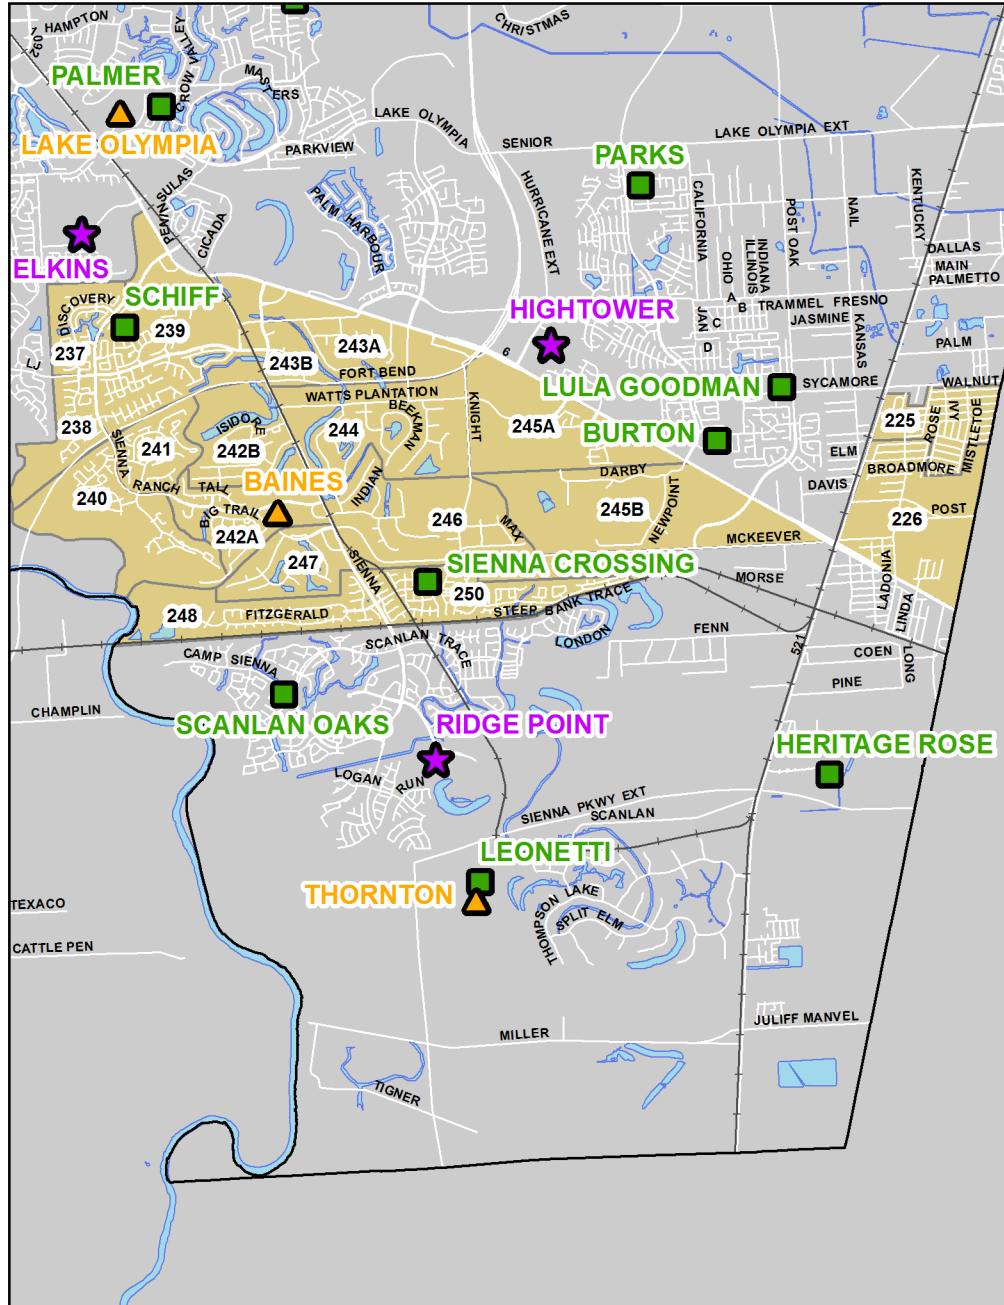 HAMPTON
CHRISTMAS
1092
CROW VALLEY
PALMER
MASTERS
LAKE OLYMPIA
LAKE OLYMPIA
LAKE OLYMPIA EXT
SENIOR
PARKVIEW
PARKS
SULAS
PENIN
CICADA
PALM HARBOUR
HURRICANE EXT
CALIFORNIA
POST OAK
NAIL
KENTUCKY
DALLAS
MAIN
PALMETTO
OHIO
ILLINOIS
INDIANA
ELKINS
DISCOVERY
SCHIFF
HIGHTOWER
A
B
TRAMMEL FRESNO
JASMINE
JAN
C
D
KANSAS
PALM
239
237
LJ
243A
243B
6
FORT BEND
WATTS PLANTATION
BEEKMAN
KNIGHT
LULA GOODMAN
SYCAMORE
WALNUT
238
SIENNA
241
ISIDORE
242B
244
245A
BURTON
225
ROSE
IVY
MISTLETOE
ELM
BROADMORE
240
RANCH
TALL
BAINES
INDIAN
DARBY
DAVIS
BIG TRAIL
242A
246
MAX
245B
NEWPOINT
226
POST
MCKEEVER
247
SIENNA
SIENNA CROSSING
MORSE
LADONIA
LINDA
250
248
FITZGERALD
STEEP BANK TRACE
SCANLAN TRACE
LONDON
FENN
521
COEN
LONG
CAMP SIENNA
PINE
CHAMPLIN
SCANLAN OAKS
RIDGE POINT
HERITAGE ROSE
LOGAN
RUN
SIENNA PKWY EXT
SCANLAN
LEONETTI
THORNTON
THOMPSON LAKE
SPLIT ELM
TEXACO
CATTLE PEN
MILLER
JULIFF MANVEL
TIGNER